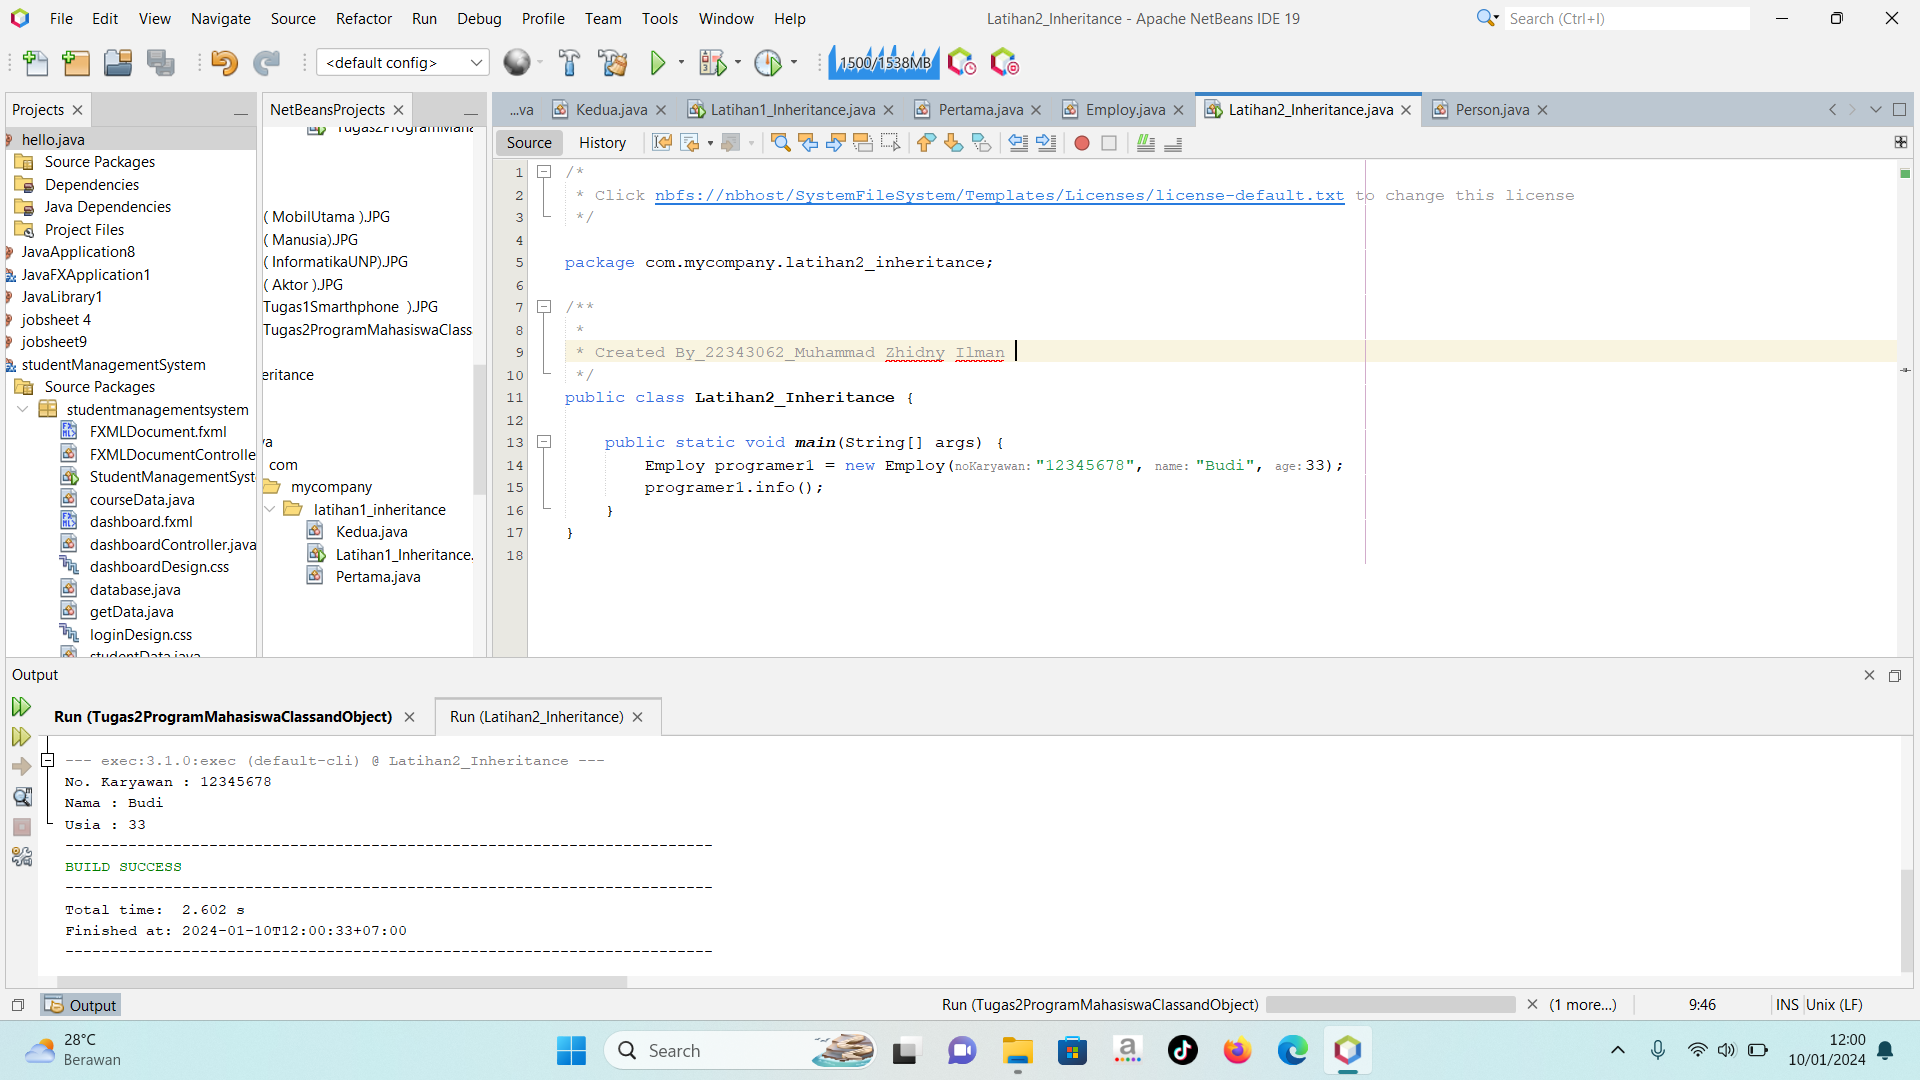 File Edit View Navigate Source Refactor Run Debug Profile Team Tools Window Help
Latihan2_Inheritance - Apache NetBeans IDE 19
Search (Ctrl+I)
<default config>
1500/1538MB
Projects
hello.java
Source Packages
Dependencies
Java Dependencies
Project Files
JavaApplication8
JavaFXApplication1
JavaLibrary1
jobsheet 4
jobsheet9
studentManagementSystem
Source Packages
studentmanagementsystem
FXMLDocument.fxml
FXMLDocumentControlle
StudentManagementSyst
courseData.java
dashboard.fxml
dashboardController.java
dashboardDesign.css
database.java
getData.java
loginDesign.css
studentData.java
NetBeansProjects
Tugas2ProgramMaha
( MobilUtama ).JPG
( Manusia).JPG
( InformatikaUNP).JPG
( Aktor ).JPG
Tugas1Smarthphone ).JPG
Tugas2ProgramMahasiswaClass
eritance
va
com
mycompany
latihan1_inheritance
Kedua.java
Latihan1_Inheritance.
Pertama.java
...va Kedua.java Latihan1_Inheritance.java Pertama.java Employ.java Latihan2_Inheritance.java Person.java
Source History
1 /*
2 * Click nbfs://nbhost/SystemFileSystem/Templates/Licenses/license-default.txt to change this license
3 */
4
5 package com.mycompany.latihan2_inheritance;
6
7 /**
8 *
9 * Created By_22343062_Muhammad Zhidny Ilman
10 */
11 public class Latihan2_Inheritance {
12
13 public static void main(String[] args) {
14 Employ programer1 = new Employ(noKaryawan: "12345678", name: "Budi", age: 33);
15 programer1.info();
16 }
17 }
18
Output
Run (Tugas2ProgramMahasiswaClassandObject) Run (Latihan2_Inheritance)
--- exec:3.1.0:exec (default-cli) @ Latihan2_Inheritance ---
No. Karyawan : 12345678
Nama : Budi
Usia : 33
------------------------------------------------------------------------
BUILD SUCCESS
------------------------------------------------------------------------
Total time:  2.602 s
Finished at: 2024-01-10T12:00:33+07:00
------------------------------------------------------------------------
Output
Run (Tugas2ProgramMahasiswaClassandObject) (1 more...) 9:46 INS Unix (LF)
28°C
Berawan
Search
12:00
10/01/2024